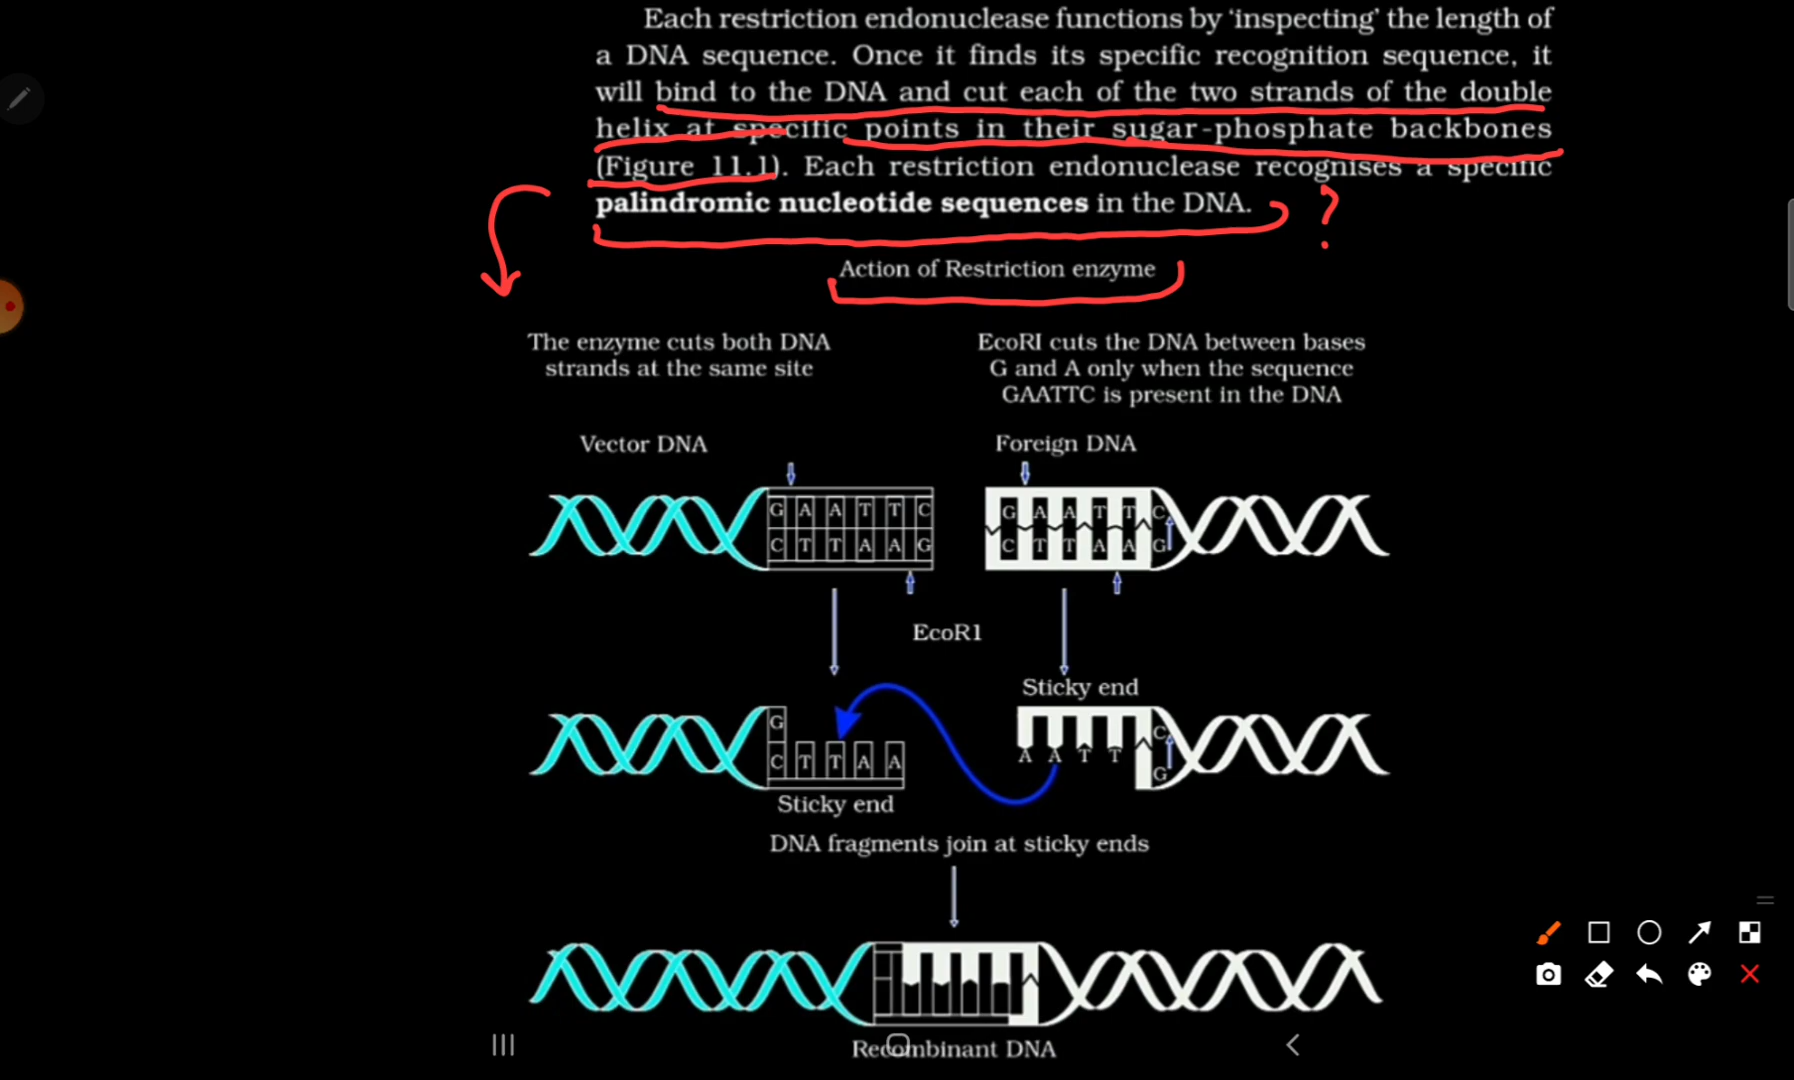 Each restriction endonuclease functions by ‘inspecting’ the length of
a DNA sequence. Once it finds its specific recognition sequence, it
will bind to the DNA and cut each of the two strands of the double
helix at specific points in their sugar-phosphate backbones
(Figure 11.1). Each restriction endonuclease recognises a specific
palindromic nucleotide sequences in the DNA.
?
Action of Restriction enzyme
The enzyme cuts both DNA
strands at the same site
EcoRI cuts the DNA between bases
G and A only when the sequence
GAATTC is present in the DNA
Vector DNA
Foreign DNA
G A A T T C
C T T A A G
G A A T T C
C T T A A G
EcoR1
Sticky end
G
C T T A A
Sticky end
C
A A T T
G
DNA fragments join at sticky ends
Recombinant DNA